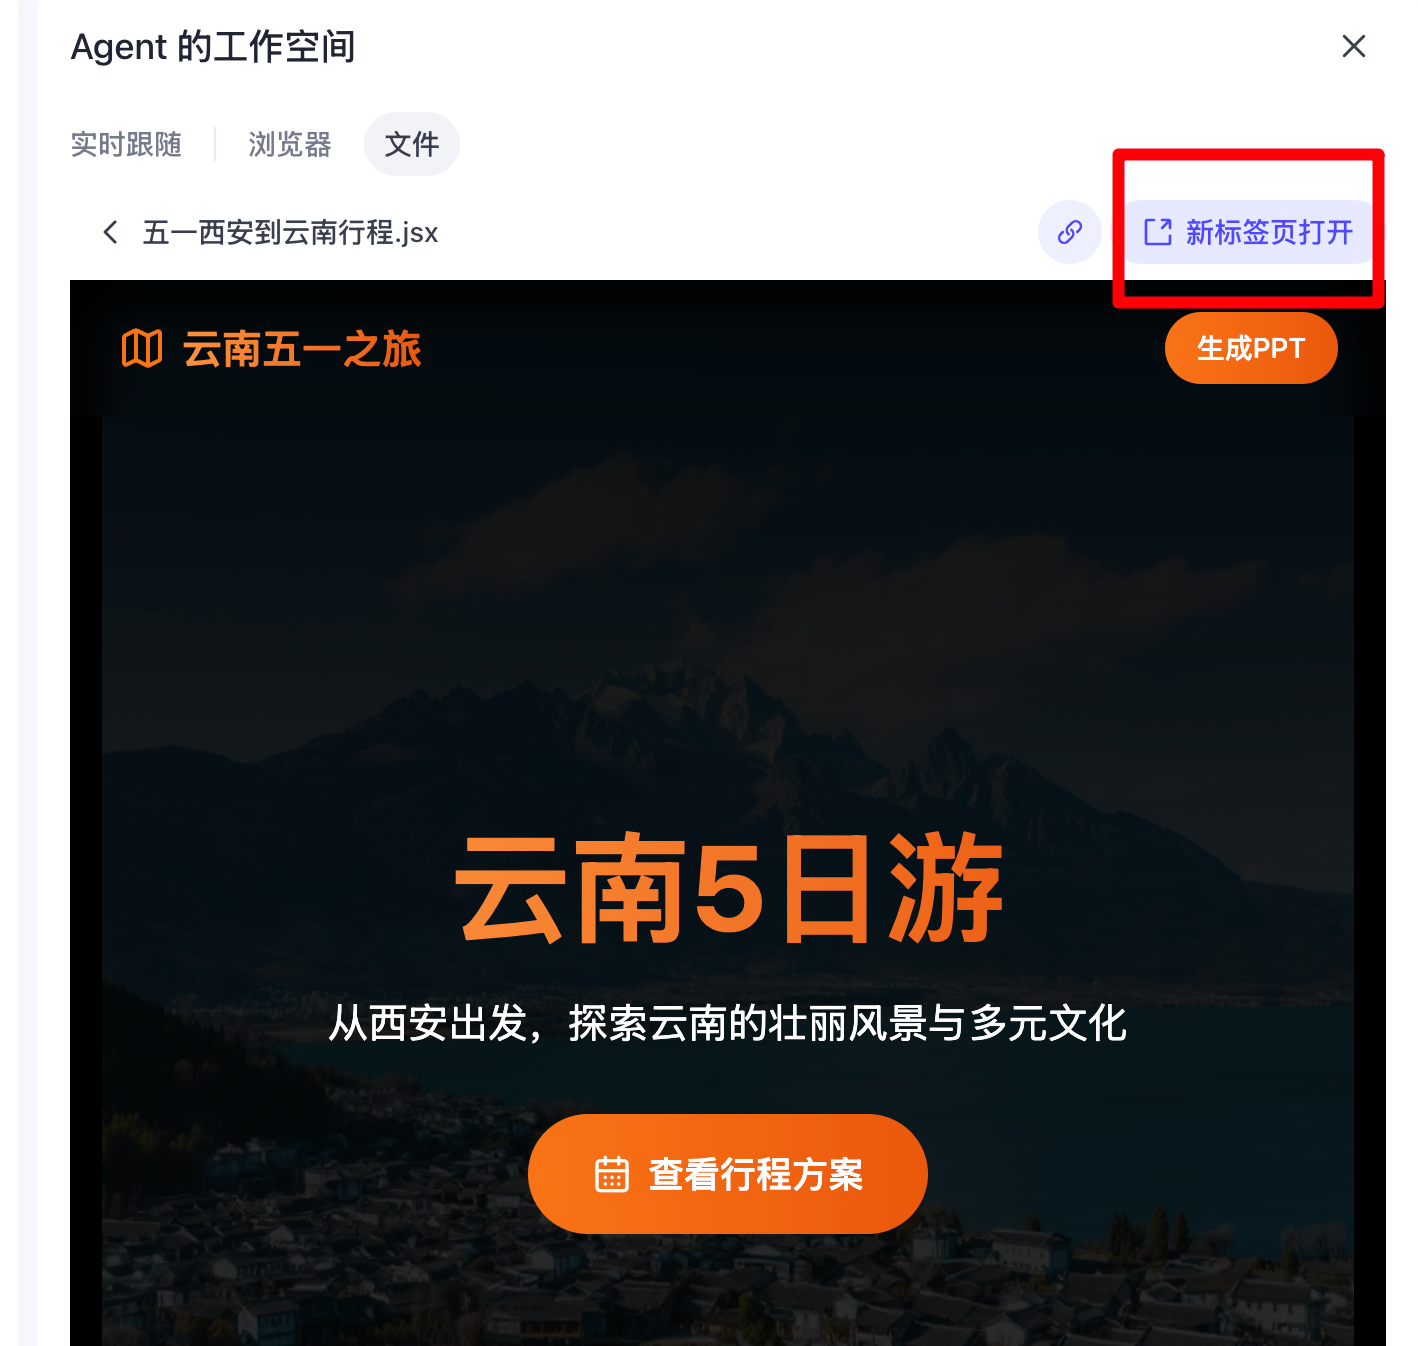 Agent 的工作空间
实时跟随
浏览器
文件
五一西安到云南行程.jsx
新标签页打开
云南五一之旅
生成PPT
云南5日游
从西安出发，探索云南的壮丽风景与多元文化
查看行程方案